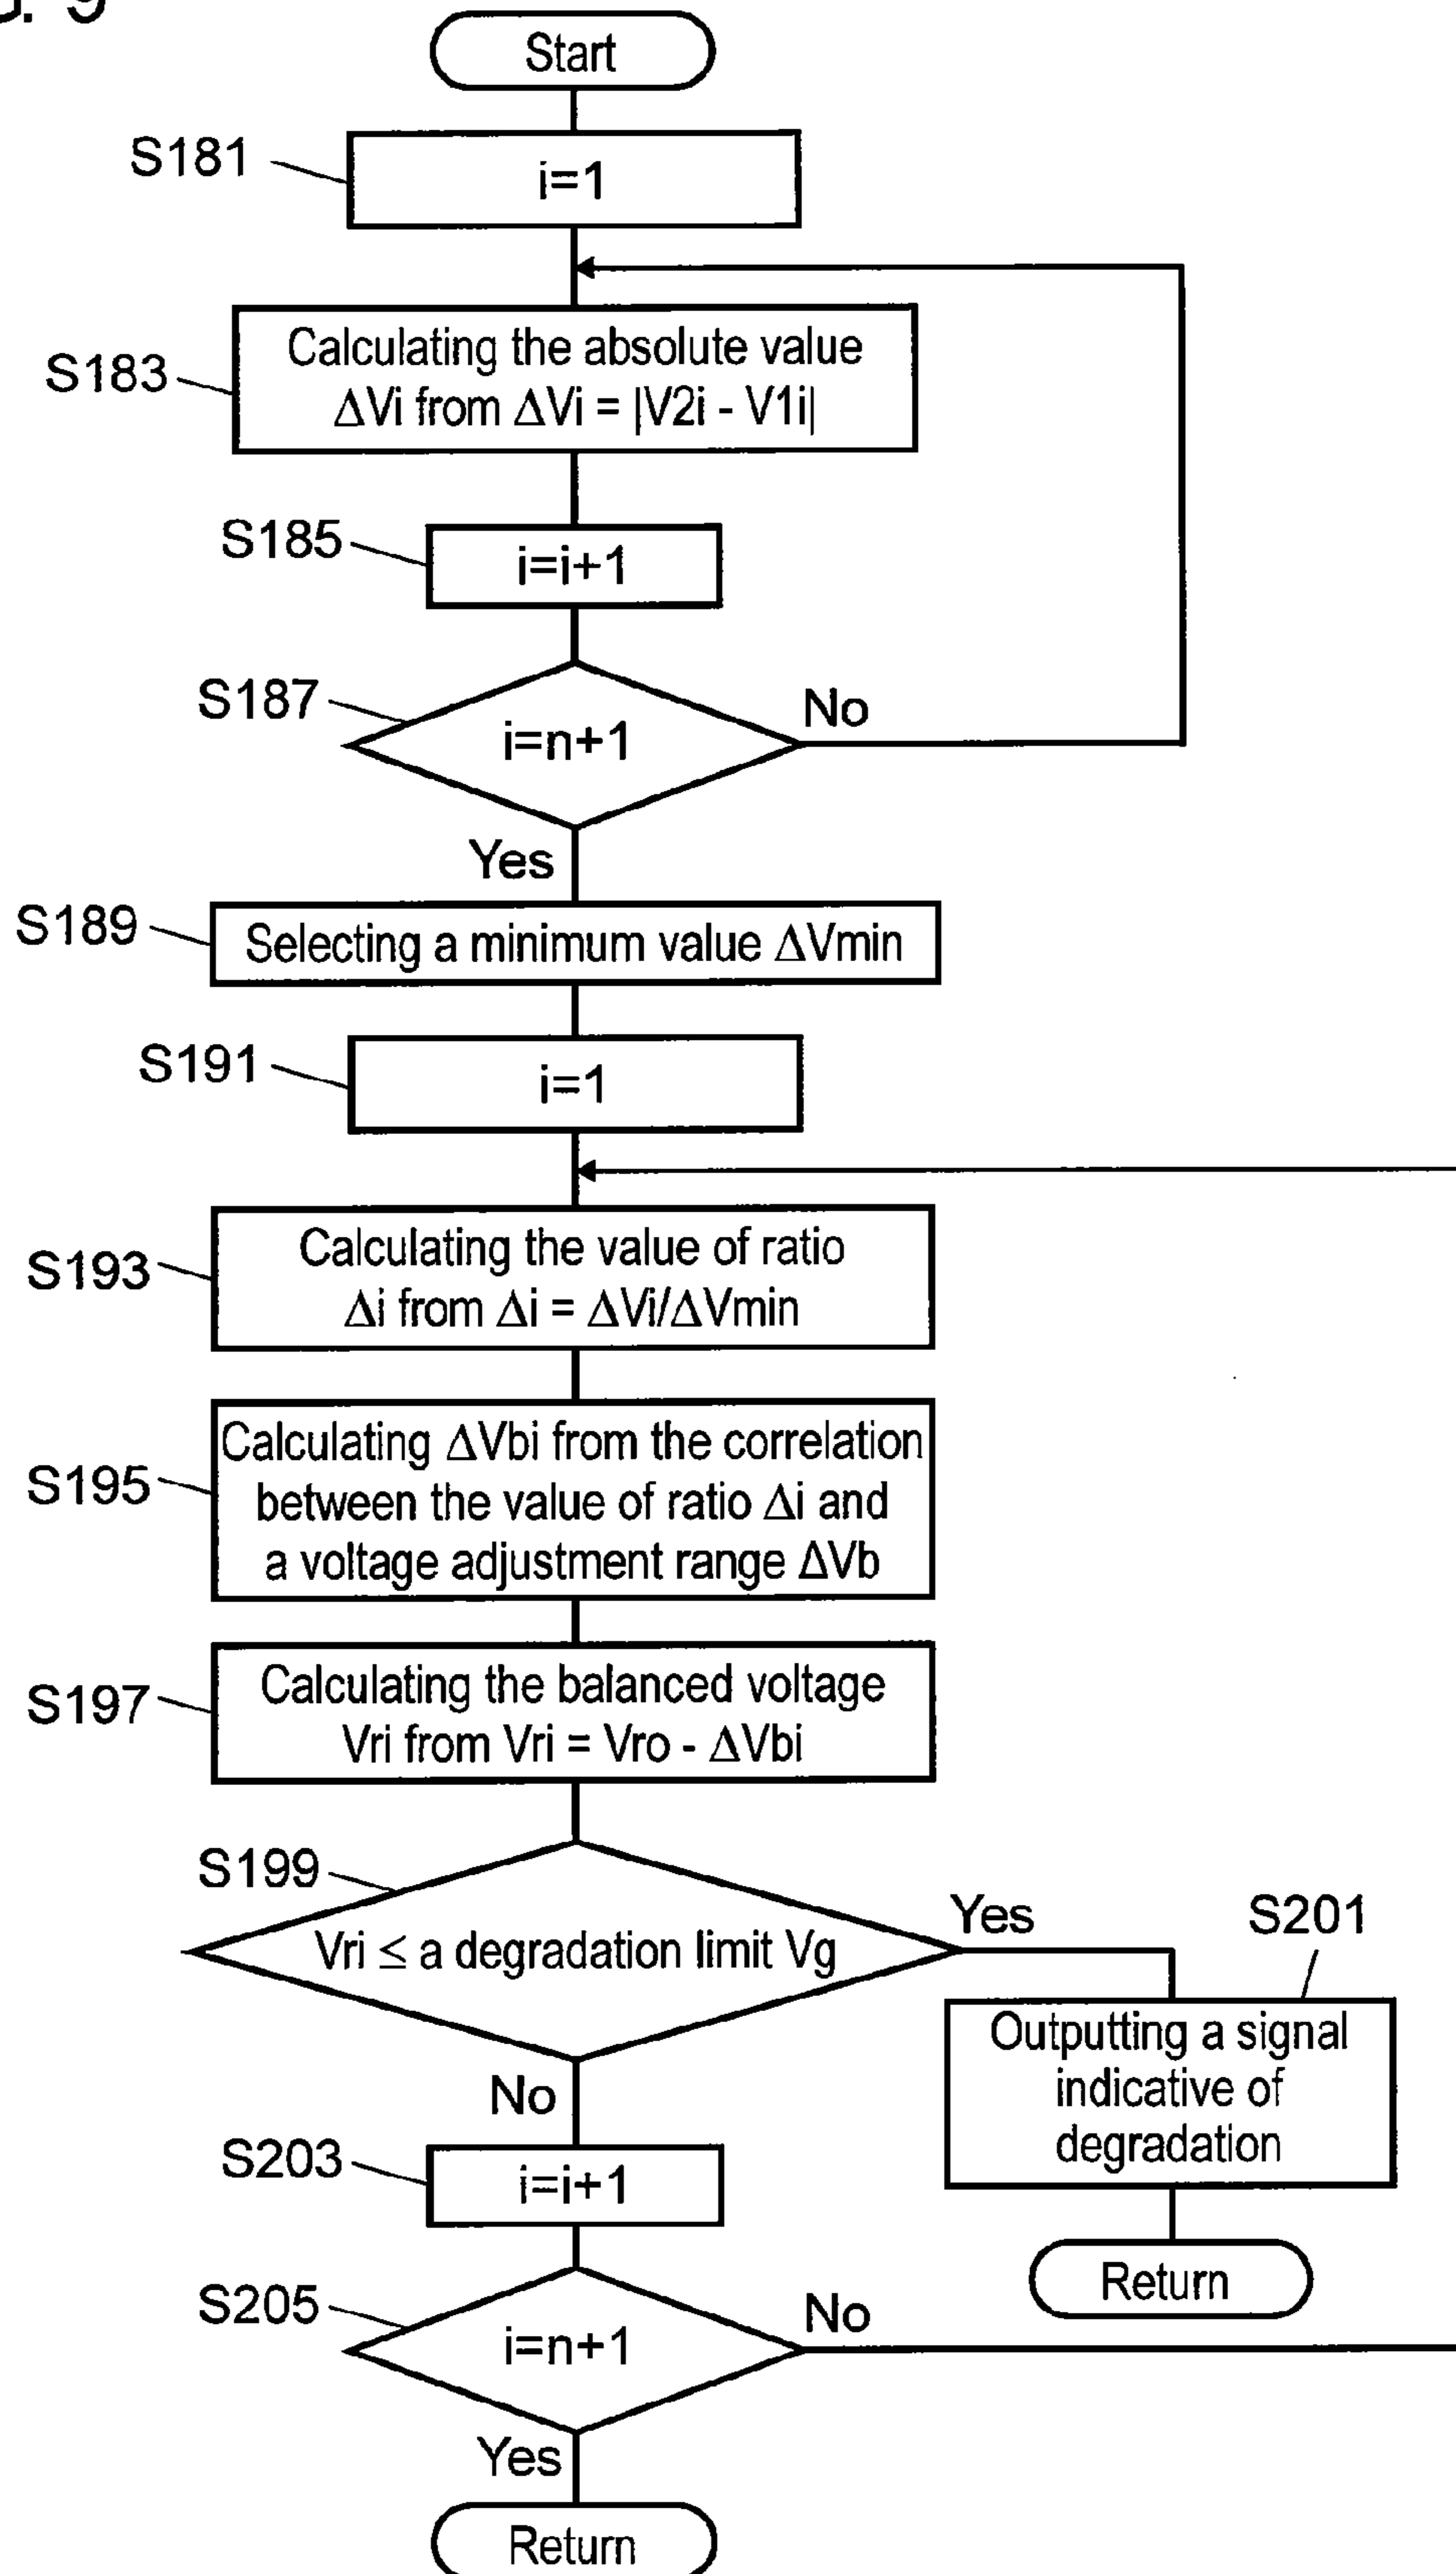 G. 9
Start
S181
i=1
S183
Calculating the absolute value
ΔVi from ΔVi = |V2i - V1i|
S185
i=i+1
S187
i=n+1
No
Yes
S189
Selecting a minimum value ΔVmin
S191
i=1
S193
Calculating the value of ratio
Δi from Δi = ΔVi/ΔVmin
S195
Calculating ΔVbi from the correlation
between the value of ratio Δi and
a voltage adjustment range ΔVb
S197
Calculating the balanced voltage
Vri from Vri = Vro - ΔVbi
S199
Vri ≤ a degradation limit Vg
Yes
S201
Outputting a signal
indicative of
degradation
Return
No
S203
i=i+1
S205
i=n+1
No
Yes
Return